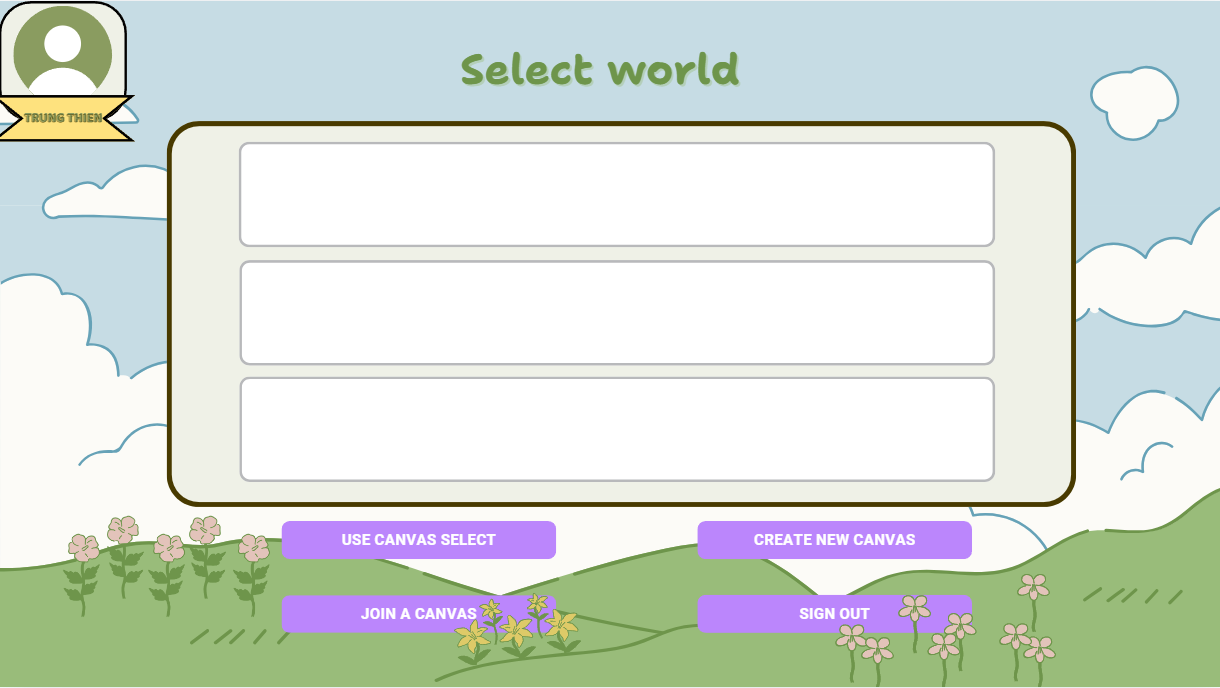 Select world
TRUNG THIEN
USE CANVAS SELECT
CREATE NEW CANVAS
JOIN A CANVAS
SIGN OUT